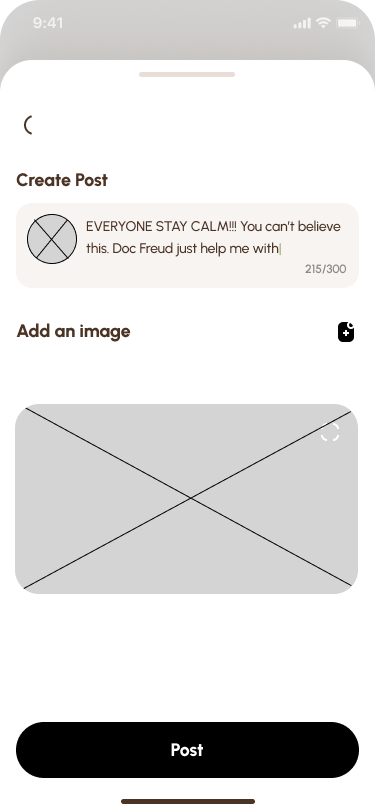 9:41
Create Post
EVERYONE STAY CALM!!! You can't believe
this. Doc Freud just help me with
215/300
Add an image
Post